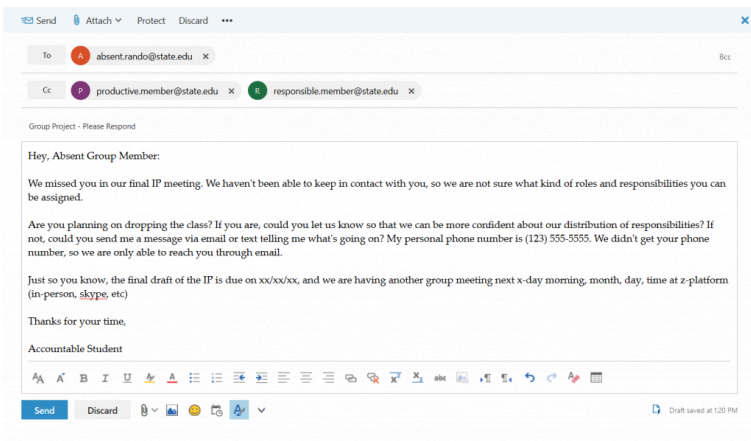 Send Attach Protect Discard •••
To A absent.rando@state.edu x Bcc
Cc P productive.member@state.edu x R responsible.member@state.edu x
Group Project - Please Respond
Hey, Absent Group Member:
We missed you in our final IP meeting. We haven't been able to keep in contact with you, so we are not sure what kind of roles and responsibilities you can
be assigned.
Are you planning on dropping the class? If you are, could you let us know so that we can be more confident about our distribution of responsibilities? If
not, could you send me a message via email or text telling me what's going on? My personal phone number is (123) 555-5555. We didn't get your phone
number, so we are only able to reach you through email.
Just so you know, the final draft of the IP is due on xx/xx/xx, and we are having another group meeting next x-day morning, month, day, time at z-platform
(in-person, skype, etc)
Thanks for your time,
Accountable Student
AA A B I U A A x² x₂ abc
Send Discard Draft saved at 1:20 PM